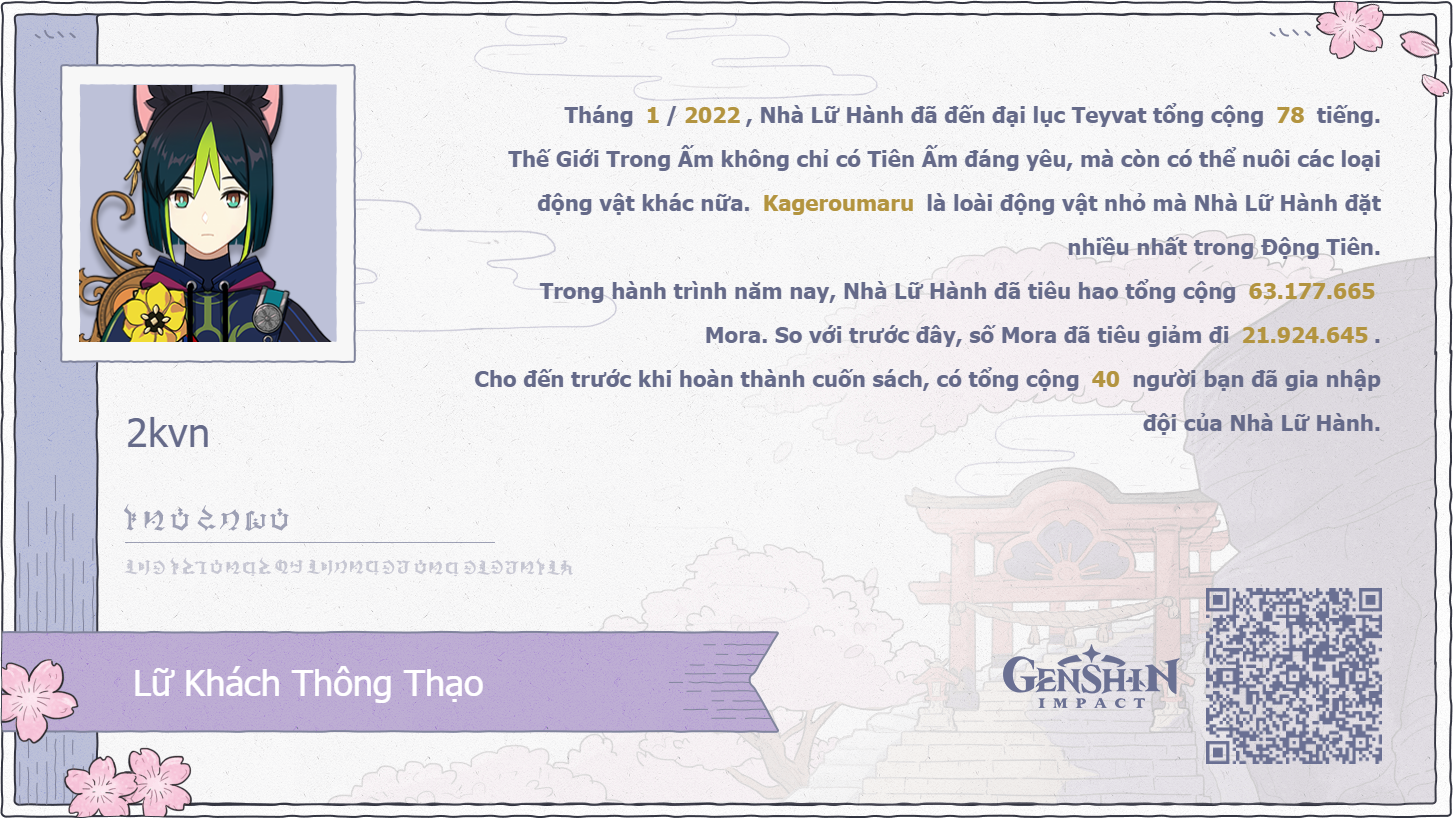 Tháng 1 / 2022 , Nhà Lữ Hành đã đến đại lục Teyvat tổng cộng 78 tiếng.
Thế Giới Trong Ấm không chỉ có Tiên Ấm đáng yêu, mà còn có thể nuôi các loại
động vật khác nữa. Kageroumaru là loài động vật nhỏ mà Nhà Lữ Hành đặt
nhiều nhất trong Động Tiên.
Trong hành trình năm nay, Nhà Lữ Hành đã tiêu hao tổng cộng 63.177.665
Mora. So với trước đây, số Mora đã tiêu giảm đi 21.924.645 .
Cho đến trước khi hoàn thành cuốn sách, có tổng cộng 40 người bạn đã gia nhập
đội của Nhà Lữ Hành.
2kvn
Lữ Khách Thông Thạo
GENSHIN
IMPACT